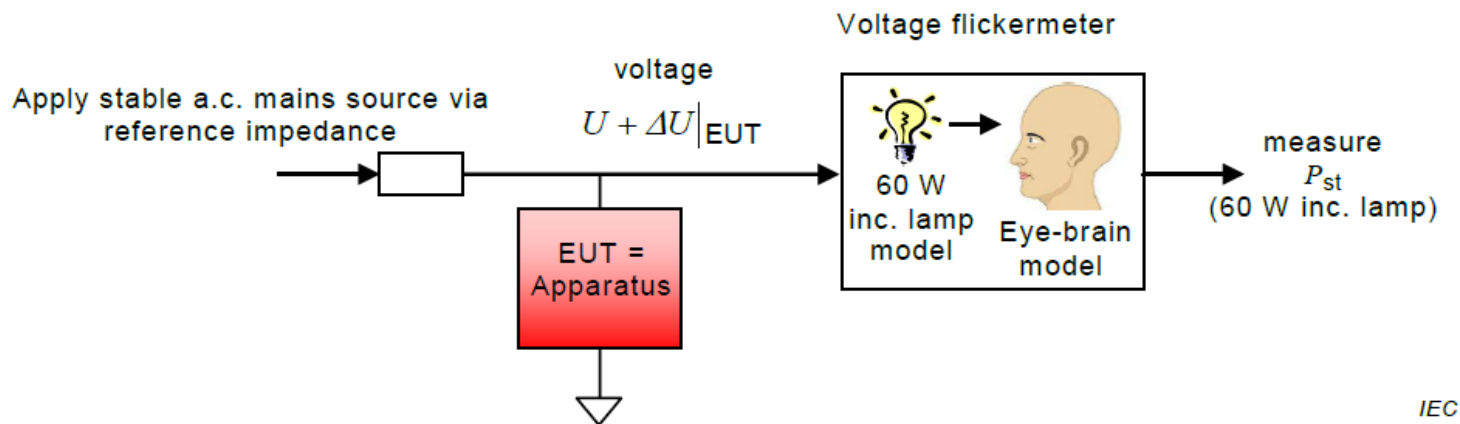 Voltage flickermeter
Apply stable a.c. mains source via
reference impedance
voltage
U + ΔU|EUT
EUT =
Apparatus
60 W
inc. lamp
model
Eye-brain
model
measure
Pst
(60 W inc. lamp)
IEC